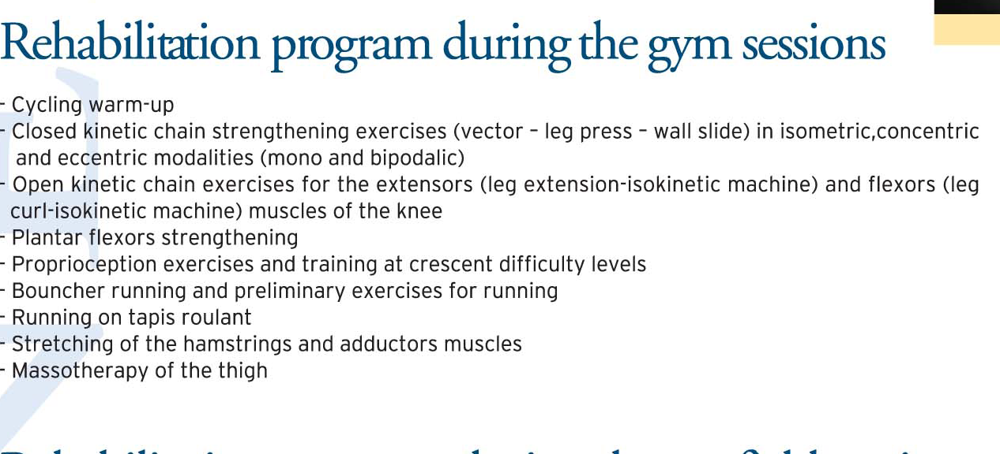 Rehabilitation program during the gym sessions
- Cycling warm-up
- Closed kinetic chain strengthening exercises (vector – leg press – wall slide) in isometric,concentric
and eccentric modalities (mono and bipodalic)
- Open kinetic chain exercises for the extensors (leg extension-isokinetic machine) and flexors (leg
curl-isokinetic machine) muscles of the knee
- Plantar flexors strengthening
- Proprioception exercises and training at crescent difficulty levels
- Bouncher running and preliminary exercises for running
- Running on tapis roulant
- Stretching of the hamstrings and adductors muscles
- Massotherapy of the thigh